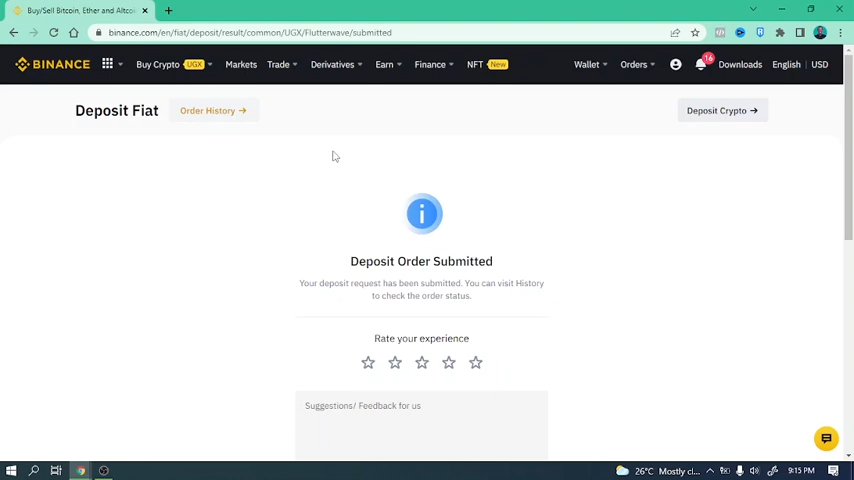 Buy/Sell Bitcoin, Ether and Altcoi
binance.com/en/fiat/deposit/result/common/UGX/Flutterwave/submitted
BINANCE Buy Crypto UGX Markets Trade Derivatives Earn Finance NFT New Wallet Orders 16 Downloads English | USD
Deposit Fiat Order History → Deposit Crypto →
i
Deposit Order Submitted
Your deposit request has been submitted. You can visit History
to check the order status.
Rate your experience
Suggestions/ Feedback for us
26°C Mostly cl... 9:15 PM